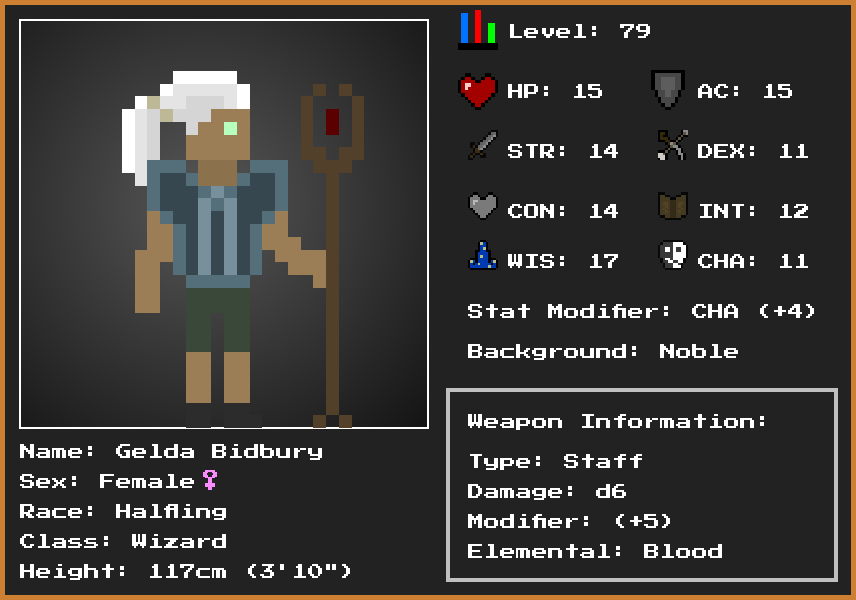 Level: 79
HP: 15
AC: 15
STR: 14
DEX: 11
CON: 14
INT: 12
WIS: 17
CHA: 11
Stat Modifier: CHA (+4)
Background: Noble
Weapon Information:
Type: Staff
Damage: d6
Modifier: (+5)
Elemental: Blood
Name: Gelda Bidbury
Sex: Female♀
Race: Halfling
Class: Wizard
Height: 117cm (3'10")